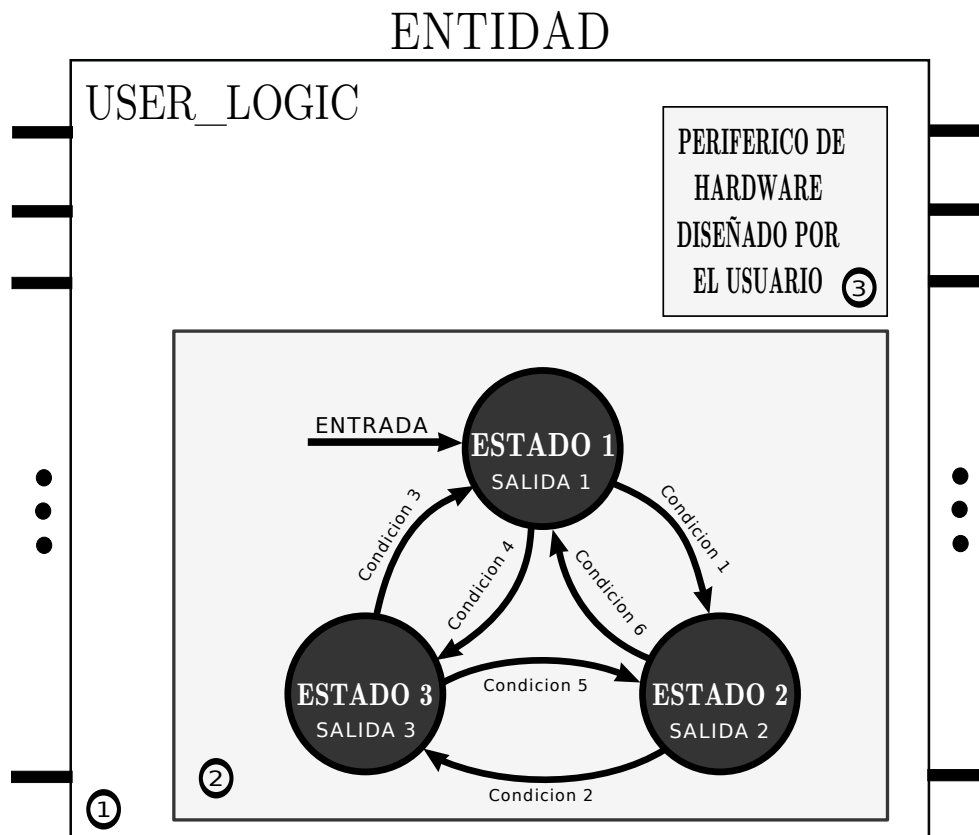 ENTIDAD
USER_LOGIC
PERIFERICO DE
HARDWARE
DISEÑADO POR
EL USUARIO
3
ENTRADA
ESTADO 1
SALIDA 1
Condicion 3
Condicion 4
Condicion 6
Condicion 1
ESTADO 3
SALIDA 3
Condicion 5
ESTADO 2
SALIDA 2
Condicion 2
2
1